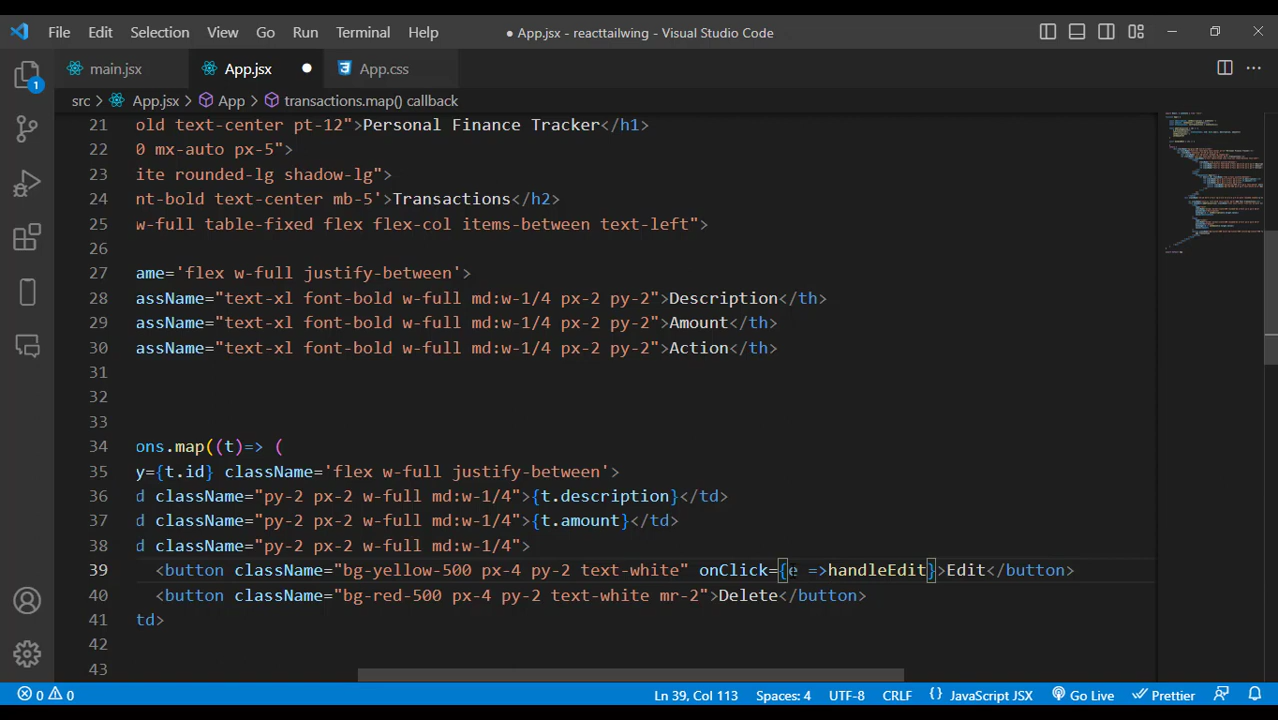 File Edit Selection View Go Run Terminal Help ● App.jsx - reacttailwing - Visual Studio Code
1 main.jsx App.jsx App.css
src > App.jsx > App > transactions.map() callback
21 old text-center pt-12">Personal Finance Tracker</h1>
22 0 mx-auto px-5">
23 ite rounded-lg shadow-lg">
24 nt-bold text-center mb-5'>Transactions</h2>
25 w-full table-fixed flex flex-col items-between text-left">
26
27 ame='flex w-full justify-between'>
28 assName="text-xl font-bold w-full md:w-1/4 px-2 py-2">Description</th>
29 assName="text-xl font-bold w-full md:w-1/4 px-2 py-2">Amount</th>
30 assName="text-xl font-bold w-full md:w-1/4 px-2 py-2">Action</th>
31
32
33
34 ons.map((t)=> (
35 y={t.id} className='flex w-full justify-between'>
36 d className="py-2 px-2 w-full md:w-1/4">{t.description}</td>
37 d className="py-2 px-2 w-full md:w-1/4">{t.amount}</td>
38 d className="py-2 px-2 w-full md:w-1/4">
39 <button className="bg-yellow-500 px-4 py-2 text-white" onClick={e =>handleEdit}>Edit</button>
40 <button className="bg-red-500 px-4 py-2 text-white mr-2">Delete</button>
41 td>
42
43
0 0 Ln 39, Col 113 Spaces: 4 UTF-8 CRLF {} JavaScript JSX Go Live Prettier